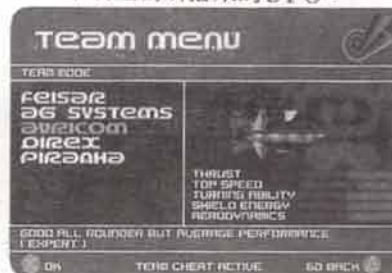 Team menu
TEAM MODE
FEISAR
AG SYSTEMS
AURICOM
QIREX
PIRANHA
THRUST
TOP SPEED
TURNING ABILITY
SHIELD ENERGY
AERODYNAMICS
GOOD ALL ROUNDER BUT AVERAGE PERFORMANCE
(EXPERT)
OK TEAM CHEAT ACTIVE GO BACK